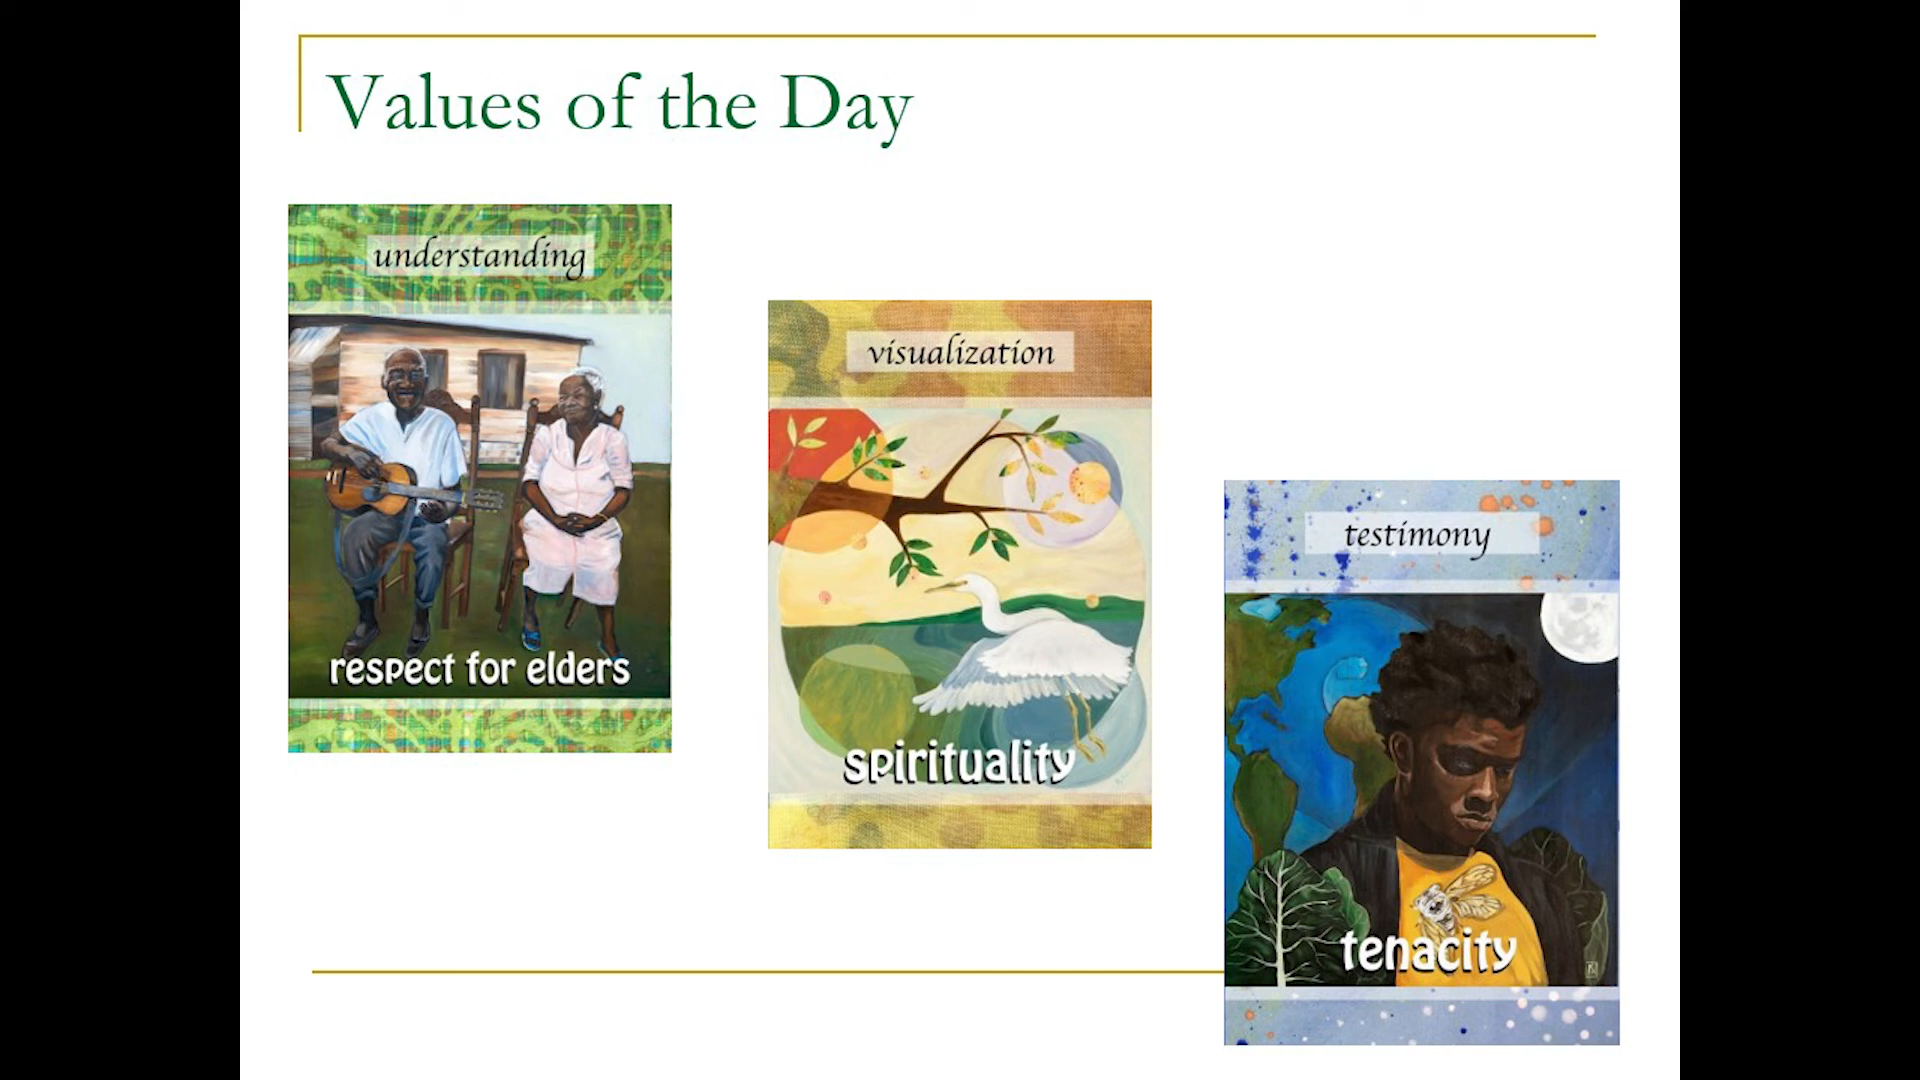 Values of the Day
understanding
respect for elders
visualization
spirituality
testimony
tenacity